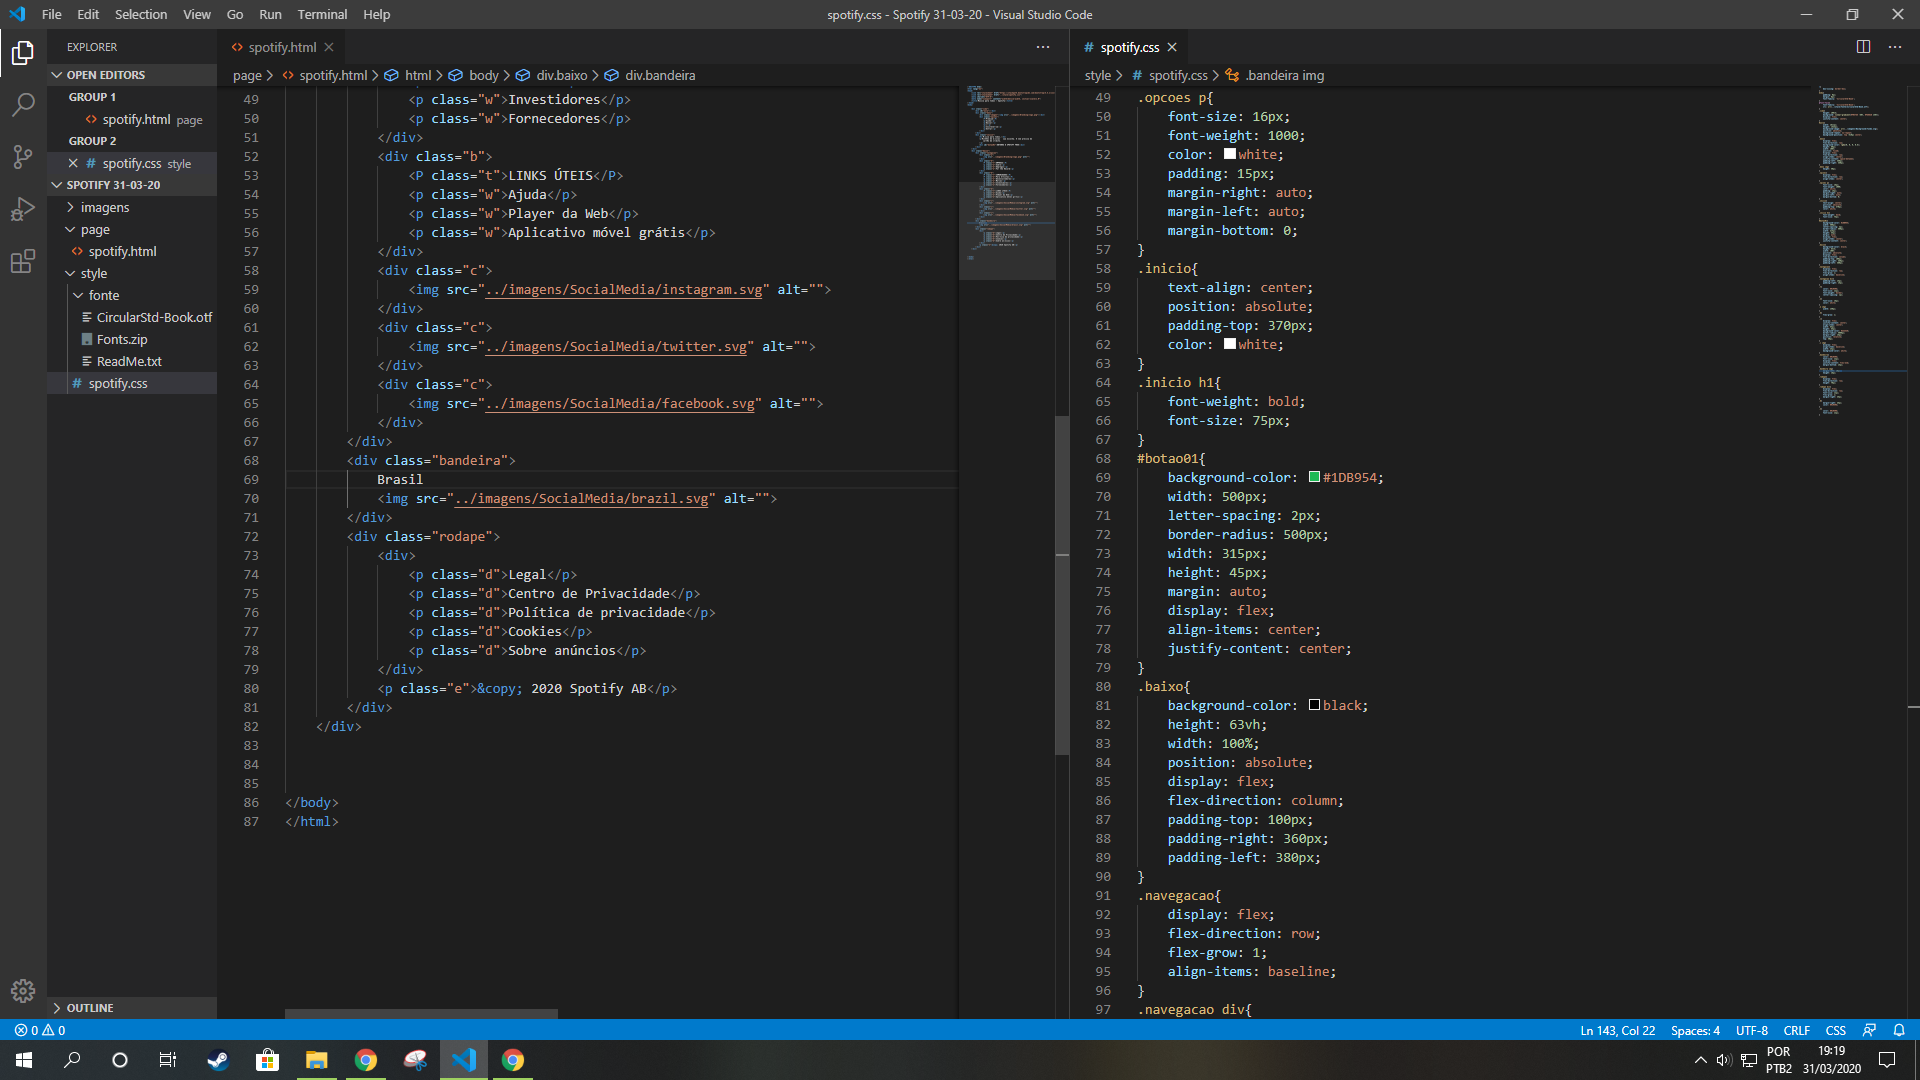 File Edit Selection View Go Run Terminal Help
spotify.css - Spotify 31-03-20 - Visual Studio Code
EXPLORER
OPEN EDITORS
GROUP 1
spotify.html page
GROUP 2
spotify.css style
SPOTIFY 31-03-20
imagens
page
spotify.html
style
fonte
CircularStd-Book.otf
Fonts.zip
ReadMe.txt
spotify.css
OUTLINE
spotify.html
page > spotify.html > html > body > div.baixo > div.bandeira
49 <p class="w">Investidores</p>
50 <p class="w">Fornecedores</p>
51 </div>
52 <div class="b">
53 <P class="t">LINKS ÚTEIS</P>
54 <p class="w">Ajuda</p>
55 <p class="w">Player da Web</p>
56 <p class="w">Aplicativo móvel grátis</p>
57 </div>
58 <div class="c">
59 <img src="../imagens/SocialMedia/instagram.svg" alt="">
60 </div>
61 <div class="c">
62 <img src="../imagens/SocialMedia/twitter.svg" alt="">
63 </div>
64 <div class="c">
65 <img src="../imagens/SocialMedia/facebook.svg" alt="">
66 </div>
67 </div>
68 <div class="bandeira">
69 Brasil
70 <img src="../imagens/SocialMedia/brazil.svg" alt="">
71 </div>
72 <div class="rodape">
73 <div>
74 <p class="d">Legal</p>
75 <p class="d">Centro de Privacidade</p>
76 <p class="d">Política de privacidade</p>
77 <p class="d">Cookies</p>
78 <p class="d">Sobre anúncios</p>
79 </div>
80 <p class="e">&copy; 2020 Spotify AB</p>
81 </div>
82 </div>
83
84
85
86 </body>
87 </html>
# spotify.css
style > # spotify.css > .bandeira img
49 .opcoes p{
50 font-size: 16px;
51 font-weight: 1000;
52 color: white;
53 padding: 15px;
54 margin-right: auto;
55 margin-left: auto;
56 margin-bottom: 0;
57 }
58 .inicio{
59 text-align: center;
60 position: absolute;
61 padding-top: 370px;
62 color: white;
63 }
64 .inicio h1{
65 font-weight: bold;
66 font-size: 75px;
67 }
68 #botao01{
69 background-color: #1DB954;
70 width: 500px;
71 letter-spacing: 2px;
72 border-radius: 500px;
73 width: 315px;
74 height: 45px;
75 margin: auto;
76 display: flex;
77 align-items: center;
78 justify-content: center;
79 }
80 .baixo{
81 background-color: black;
82 height: 63vh;
83 width: 100%;
84 position: absolute;
85 display: flex;
86 flex-direction: column;
87 padding-top: 100px;
88 padding-right: 360px;
89 padding-left: 380px;
90 }
91 .navegacao{
92 display: flex;
93 flex-direction: row;
94 flex-grow: 1;
95 align-items: baseline;
96 }
97 .navegacao div{
0 0
Ln 143, Col 22 Spaces: 4 UTF-8 CRLF CSS
POR
PTB2
19:19
31/03/2020